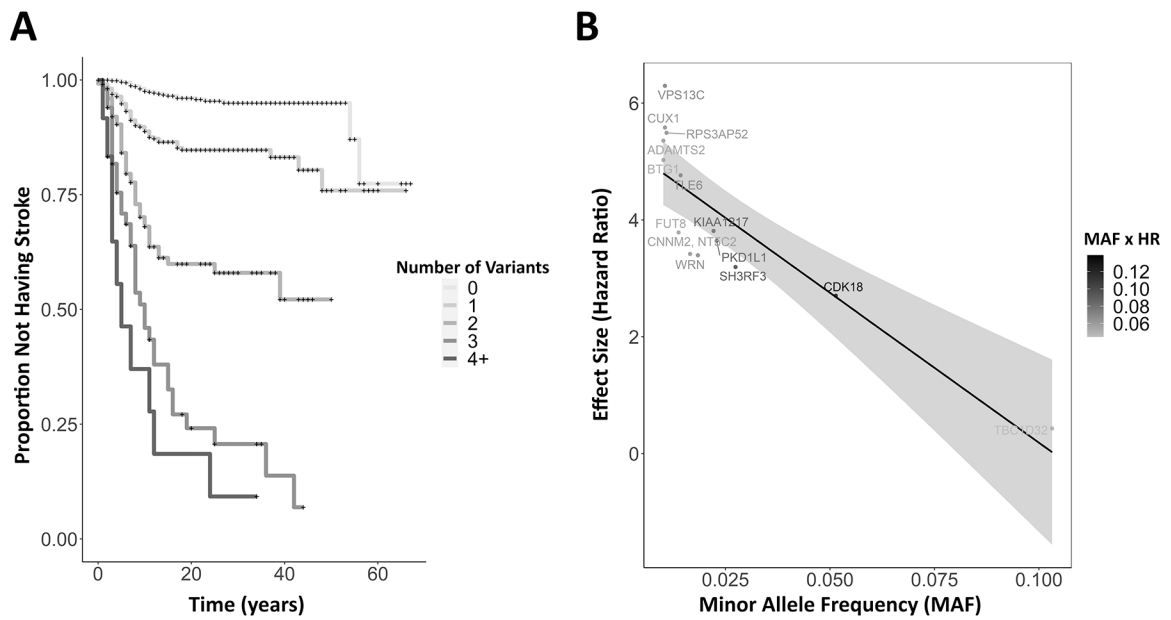 A
1.00
0.75
0.50
0.25
0.00
Proportion Not Having Stroke
0
20
40
60
Time (years)
Number of Variants
0
1
2
3
4+
B
6
4
2
0
Effect Size (Hazard Ratio)
VPS13C
CUX1
RPS3AP52
ADAMTS2
BTG1
TLE6
FUT8
KIAA1217
CNNM2, NT5C2
PKD1L1
WRN
SH3RF3
CDK18
TBC1D32
0.025
0.050
0.075
0.100
Minor Allele Frequency (MAF)
MAF x HR
0.12
0.10
0.08
0.06